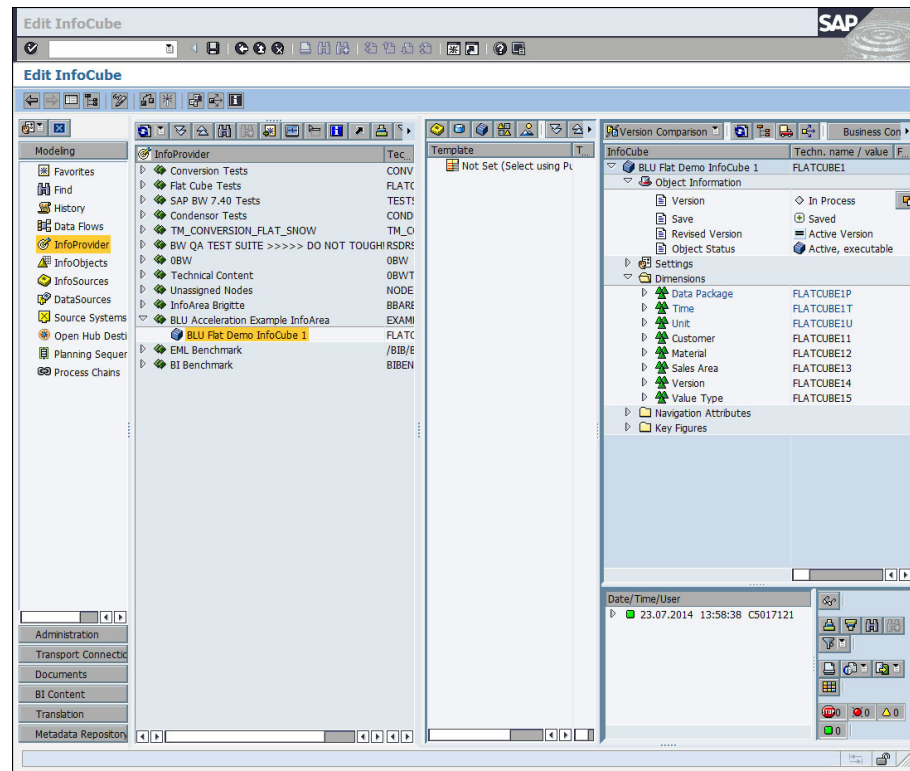 Edit InfoCube
SAP
Edit InfoCube
Modeling
Favorites
Find
History
Data Flows
InfoProvider
InfoObjects
InfoSources
DataSources
Source Systems
Open Hub Desti
Planning Sequer
Process Chains
Administration
Transport Connectic
Documents
BI Content
Translation
Metadata Repository
InfoProvider Tec...
Conversion Tests CONV
Flat Cube Tests FLATC
SAP BW 7.40 Tests TESTS
Condensor Tests COND
TM_CONVERSION_FLAT_SNOW TM_C
BW QA TEST SUITE >>>>> DO NOT TOUGH! RSDRS
0BW 0BW
Technical Content 0BWT
Unassigned Nodes NODE
InfoArea Brigitte BBARE
BLU Acceleration Example InfoArea EXAM
BLU Flat Demo InfoCube 1 FLATC
EML Benchmark /BIB/E
BI Benchmark BIBEN
Template T...
Not Set (Select using Pu
Version Comparison Business Con
InfoCube Techn. name / value F...
BLU Flat Demo InfoCube 1 FLATCUBE1
Object Information
Version In Process
Save Saved
Revised Version Active Version
Object Status Active, executable
Settings
Dimensions
Data Package FLATCUBE1P
Time FLATCUBE1T
Unit FLATCUBE1U
Customer FLATCUBE11
Material FLATCUBE12
Sales Area FLATCUBE13
Version FLATCUBE14
Value Type FLATCUBE15
Navigation Attributes
Key Figures
Date/Time/User
23.07.2014 13:58:38 C5017121
0 0 0
0